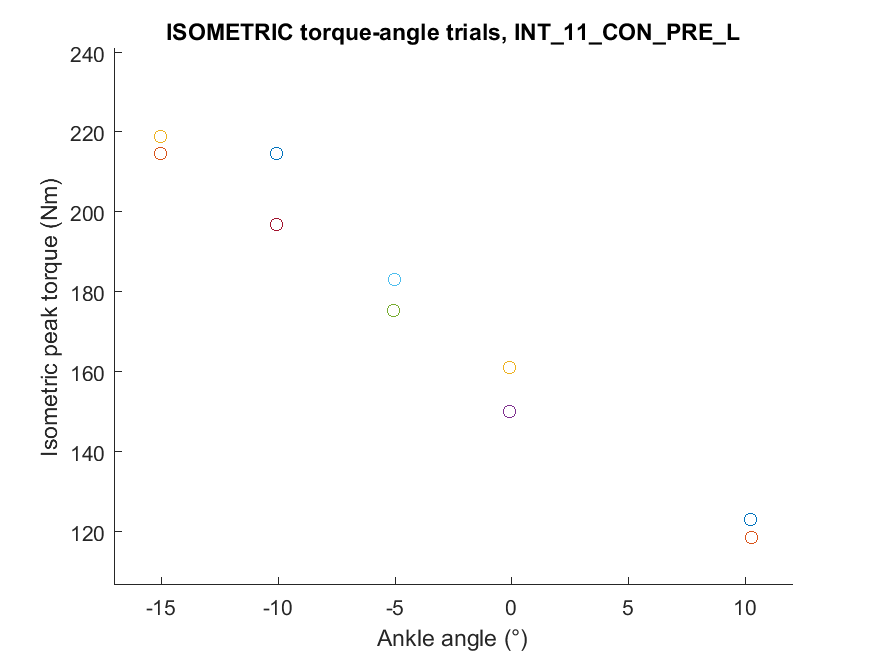 ISOMETRIC torque-angle trials, INT_11_CON_PRE_L
240
220
200
180
160
140
120
Isometric peak torque (Nm)
-15 -10 -5 0 5 10
Ankle angle (°)